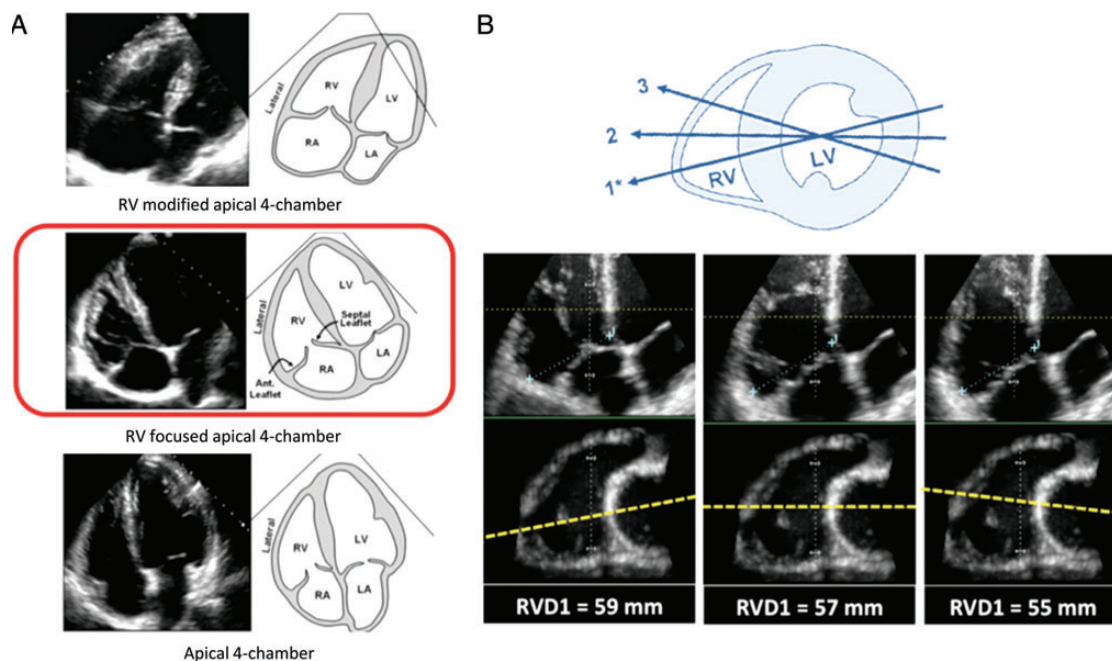 A
Lateral
RV
LV
RA
LA
RV modified apical 4-chamber
Lateral
LV
RV
Septal
Leaflet
LA
RA
Ant.
Leaflet
RV focused apical 4-chamber
Lateral
RV
LV
RA
LA
Apical 4-chamber
B
3
2
1*
RV
LV
RVD1 = 59 mm
RVD1 = 57 mm
RVD1 = 55 mm